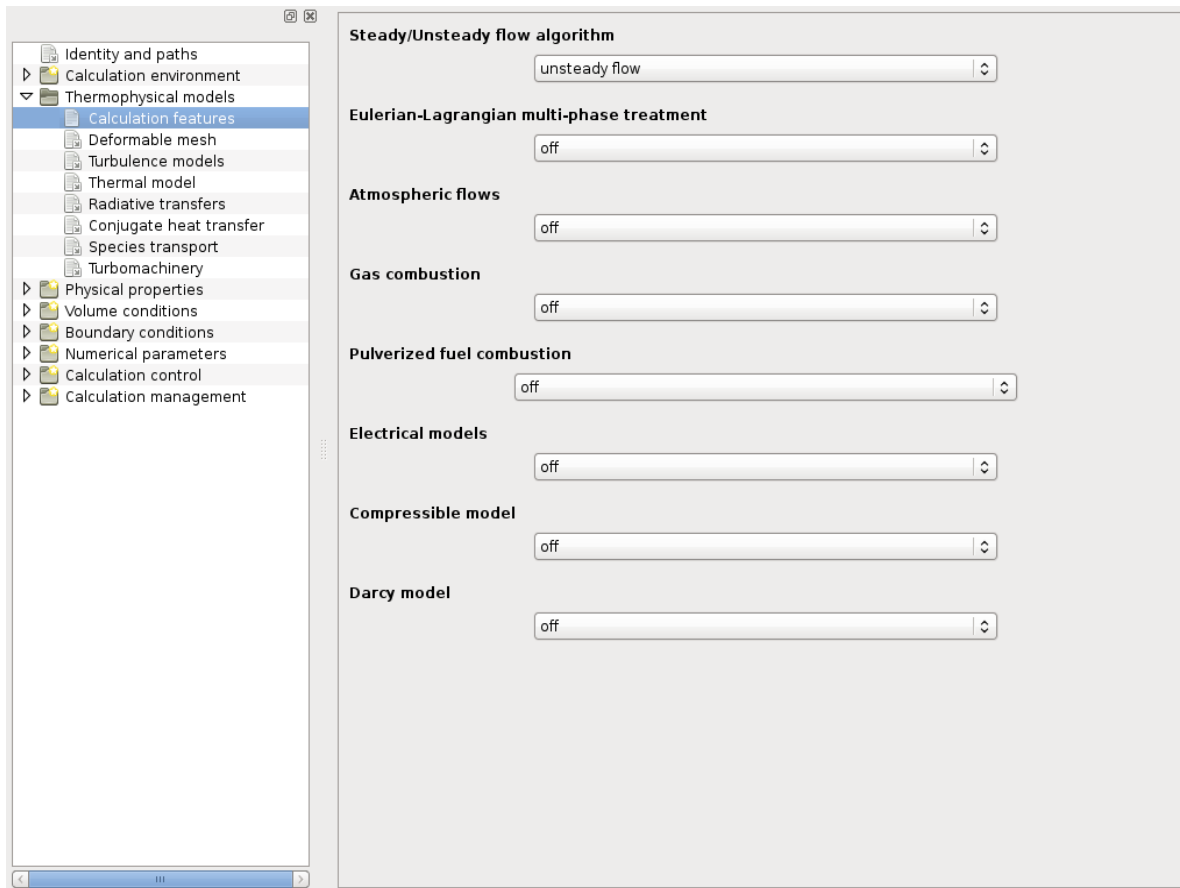 Identity and paths
Calculation environment
Thermophysical models
Calculation features
Deformable mesh
Turbulence models
Thermal model
Radiative transfers
Conjugate heat transfer
Species transport
Turbomachinery
Physical properties
Volume conditions
Boundary conditions
Numerical parameters
Calculation control
Calculation management
Steady/Unsteady flow algorithm
unsteady flow
Eulerian-Lagrangian multi-phase treatment
off
Atmospheric flows
off
Gas combustion
off
Pulverized fuel combustion
off
Electrical models
off
Compressible model
off
Darcy model
off